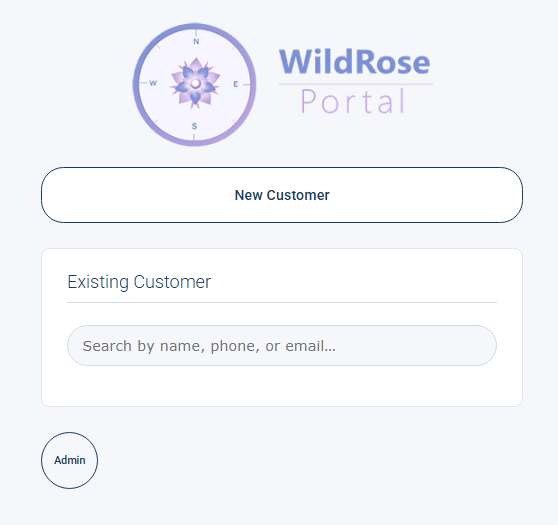 N
W
E
S
WildRose
Portal
New Customer
Existing Customer
Search by name, phone, or email...
Admin